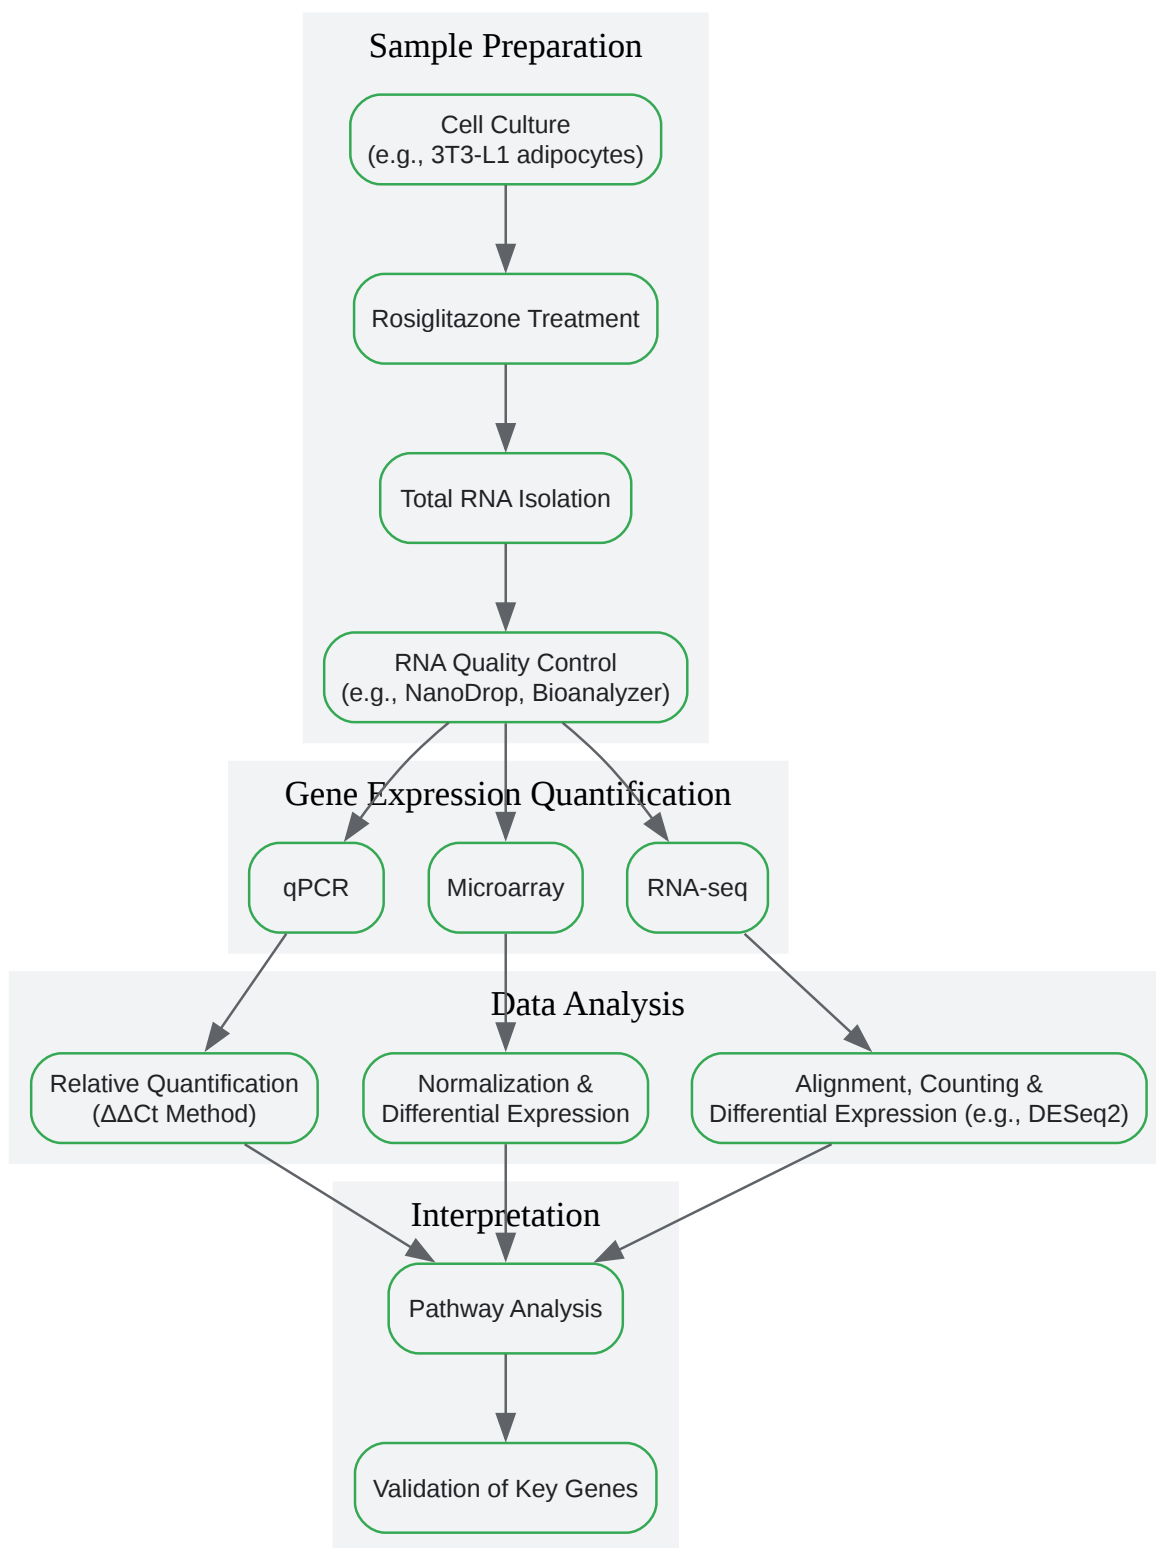 Sample Preparation
Cell Culture
(e.g., 3T3-L1 adipocytes)
Rosiglitazone Treatment
Total RNA Isolation
RNA Quality Control
(e.g., NanoDrop, Bioanalyzer)
Gene Expression Quantification
qPCR
Microarray
RNA-seq
Data Analysis
Relative Quantification
(ΔΔCt Method)
Normalization &
Differential Expression
Alignment, Counting &
Differential Expression (e.g., DESeq2)
Interpretation
Pathway Analysis
Validation of Key Genes